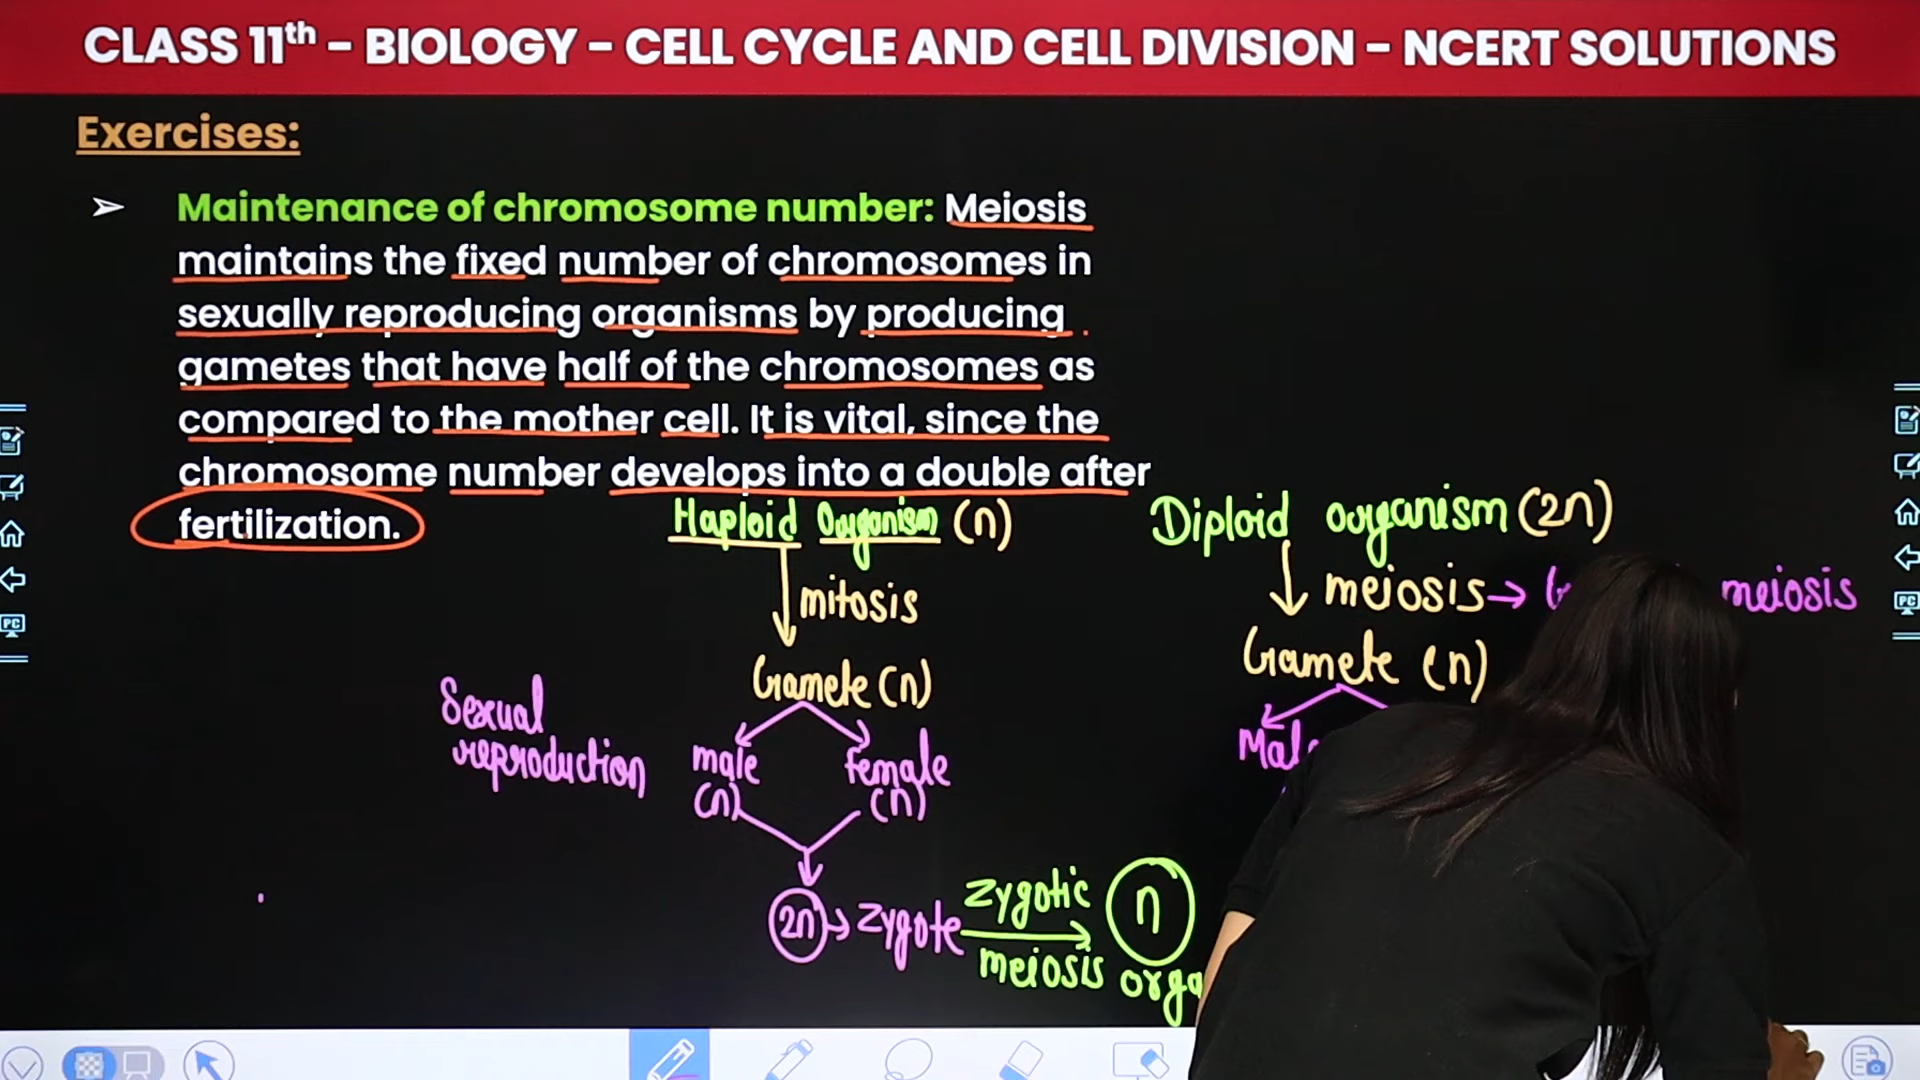 CLASS 11th – BIOLOGY – CELL CYCLE AND CELL DIVISION – NCERT SOLUTIONS
Exercises:
➢ Maintenance of chromosome number: Meiosis
maintains the fixed number of chromosomes in
sexually reproducing organisms by producing
gametes that have half of the chromosomes as
compared to the mother cell. It is vital, since the
chromosome number develops into a double after
fertilization.
Haploid Organism (n)
mitosis
Gamete (n)
Sexual
reproduction
male
(n)
Female
(n)
2n → Zygote
Zygotic
meiosis
n
Diploid organism (2n)
meiosis →
meiosis
Gamete (n)
PC
PC